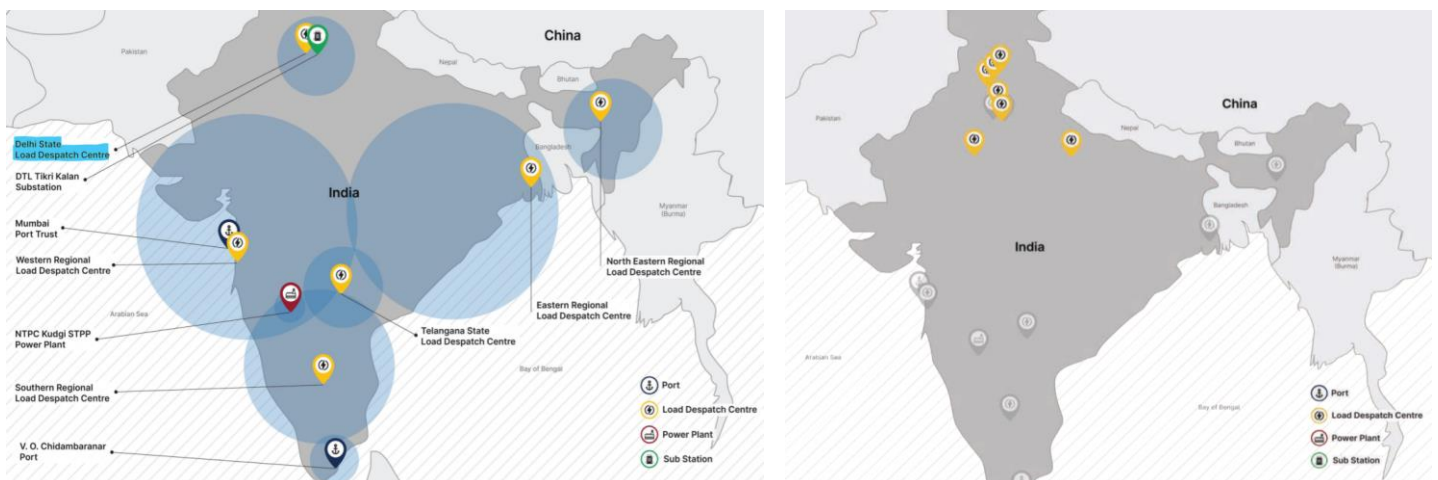 China
Pakistan
Nepal
Bhutan
Delhi State
Load Despatch Centre
Bangladesh
DTL Tikri Kalan
Substation
India
Myanmar
(Burma)
Mumbai
Port Trust
Western Regional
Load Despatch Centre
North Eastern Regional
Load Despatch Centre
Eastern Regional
Load Despatch Centre
Arabian Sea
NTPC Kudgi STPP
Power Plant
Telangana State
Load Despatch Centre
Bay of Bengal
Southern Regional
Load Despatch Centre
Port
Load Despatch Centre
Power Plant
Sub Station
V. O. Chidambaranar
Port
China
Pakistan
Nepal
Bhutan
Bangladesh
India
Myanmar
(Burma)
Arabian Sea
Bay of Bengal
Port
Load Despatch Centre
Power Plant
Sub Station